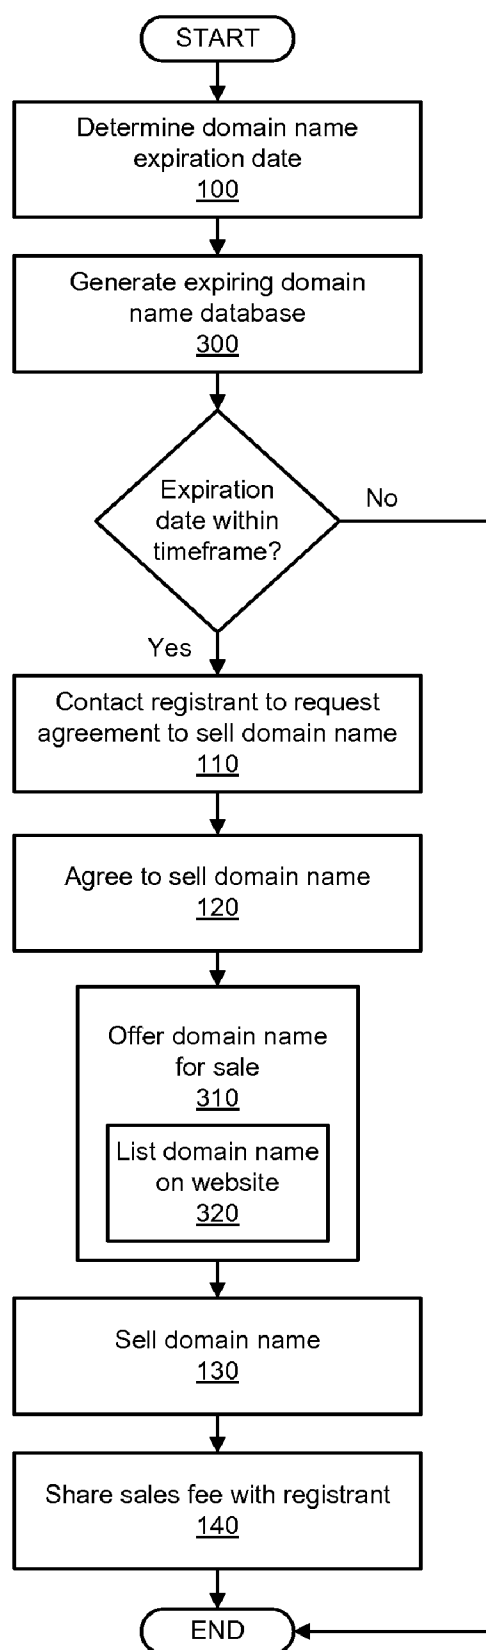 START
Determine domain name
expiration date
100
Generate expiring domain
name database
300
Expiration
date within
timeframe?
No
Yes
Contact registrant to request
agreement to sell domain name
110
Agree to sell domain name
120
Offer domain name
for sale
310
List domain name
on website
320
Sell domain name
130
Share sales fee with registrant
140
END